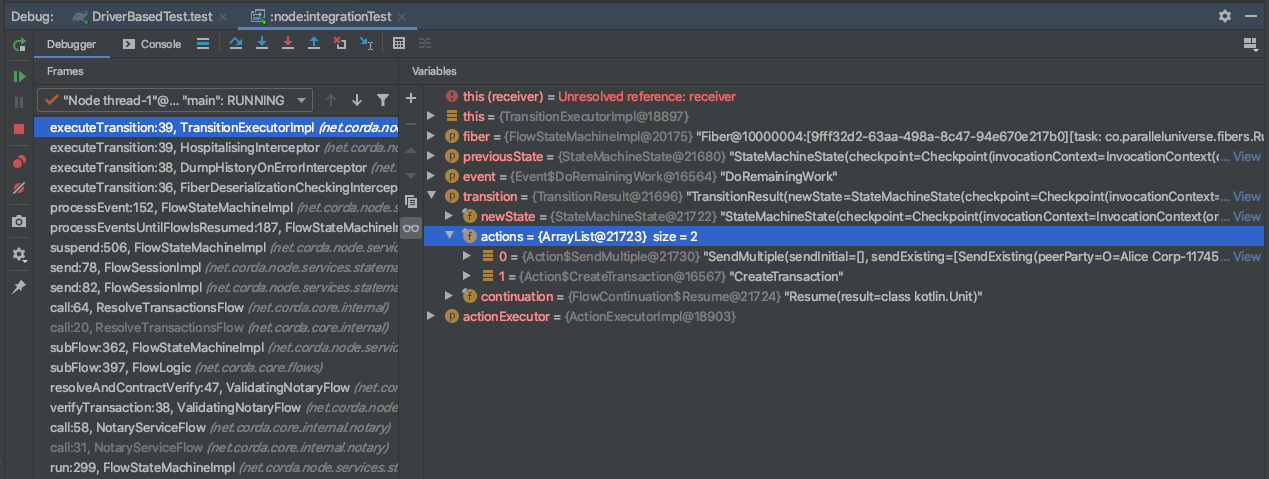 Debug: DriverBasedTest.test × :node:integrationTest ×
Debugger Console
Frames
"Node thread-1"@... "main": RUNNING
executeTransition:39, TransitionExecutorImpl (net.corda.nod
executeTransition:39, HospitalisingInterceptor (net.corda.nod
executeTransition:38, DumpHistoryOnErrorInterceptor (net.co
executeTransition:36, FiberDeserializationCheckingIntercep
processEvent:152, FlowStateMachineImpl (net.corda.node.s
processEventsUntilFlowIsResumed:187, FlowStateMachineIn
suspend:506, FlowStateMachineImpl (net.corda.node.servic
send:78, FlowSessionImpl (net.corda.node.services.statema
send:82, FlowSessionImpl (net.corda.node.services.statema
call:64, ResolveTransactionsFlow (net.corda.core.internal)
call:20, ResolveTransactionsFlow (net.corda.core.internal)
subFlow:362, FlowStateMachineImpl (net.corda.node.servic
subFlow:397, FlowLogic (net.corda.core.flows)
resolveAndContractVerify:47, ValidatingNotaryFlow (net.cor
verifyTransaction:38, ValidatingNotaryFlow (net.corda.node
call:58, NotaryServiceFlow (net.corda.core.internal.notary)
call:31, NotaryServiceFlow (net.corda.core.internal.notary)
run:299, FlowStateMachineImpl (net.corda.node.services.st
Variables
this (receiver) = Unresolved reference: receiver
this = {TransitionExecutorImpl@18897}
fiber = {FlowStateMachineImpl@20175} "Fiber@10000004:[9fff32d2-63aa-498a-8c47-94e670e217b0][task: co.paralleluniverse.fibers.Ru
previousState = {StateMachineState@21680} "StateMachineState(checkpoint=Checkpoint(invocationContext=InvocationContext(c... View
event = {Event$DoRemainingWork@16564} "DoRemainingWork"
transition = {TransitionResult@21696} "TransitionResult(newState=StateMachineState(checkpoint=Checkpoint(invocationContext=... View
newState = {StateMachineState@21722} "StateMachineState(checkpoint=Checkpoint(invocationContext=InvocationContext(or... View
actions = {ArrayList@21723} size = 2
0 = {Action$SendMultiple@21730} "SendMultiple(sendInitial=[], sendExisting=[SendExisting(peerParty=O=Alice Corp-11745... View
1 = {Action$CreateTransaction@16567} "CreateTransaction"
continuation = {FlowContinuation$Resume@21724} "Resume(result=class kotlin.Unit)"
actionExecutor = {ActionExecutorImpl@18903}